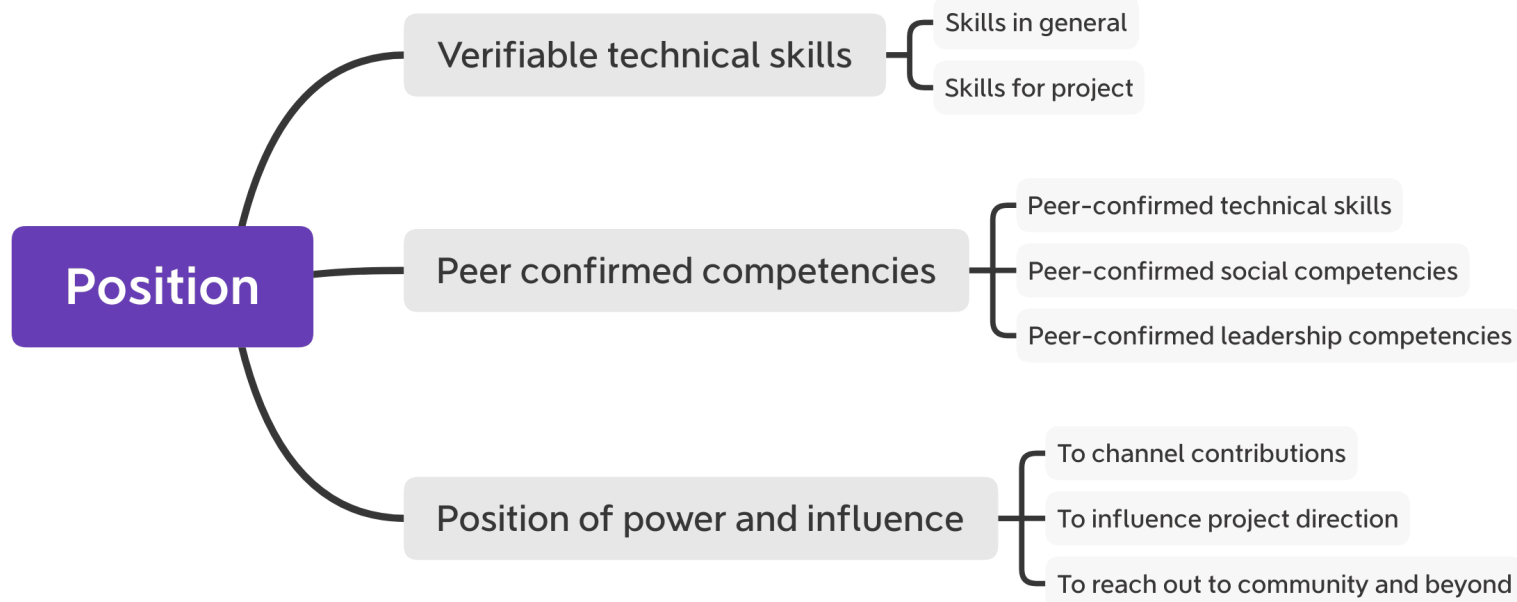 Position
Verifiable technical skills
Skills in general
Skills for project
Peer confirmed competencies
Peer-confirmed technical skills
Peer-confirmed social competencies
Peer-confirmed leadership competencies
Position of power and influence
To channel contributions
To influence project direction
To reach out to community and beyond